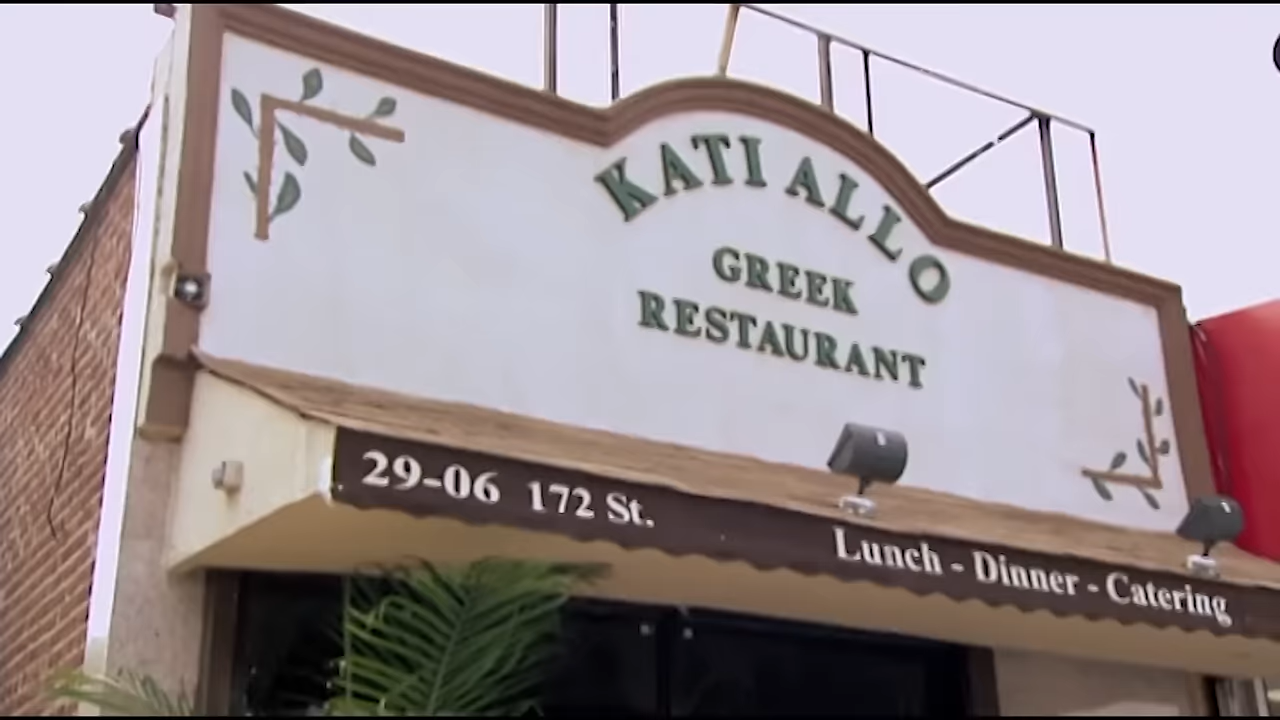 KATI ALLO
GREEK
RESTAURANT
29-06 172 St.
Lunch - Dinner - Catering